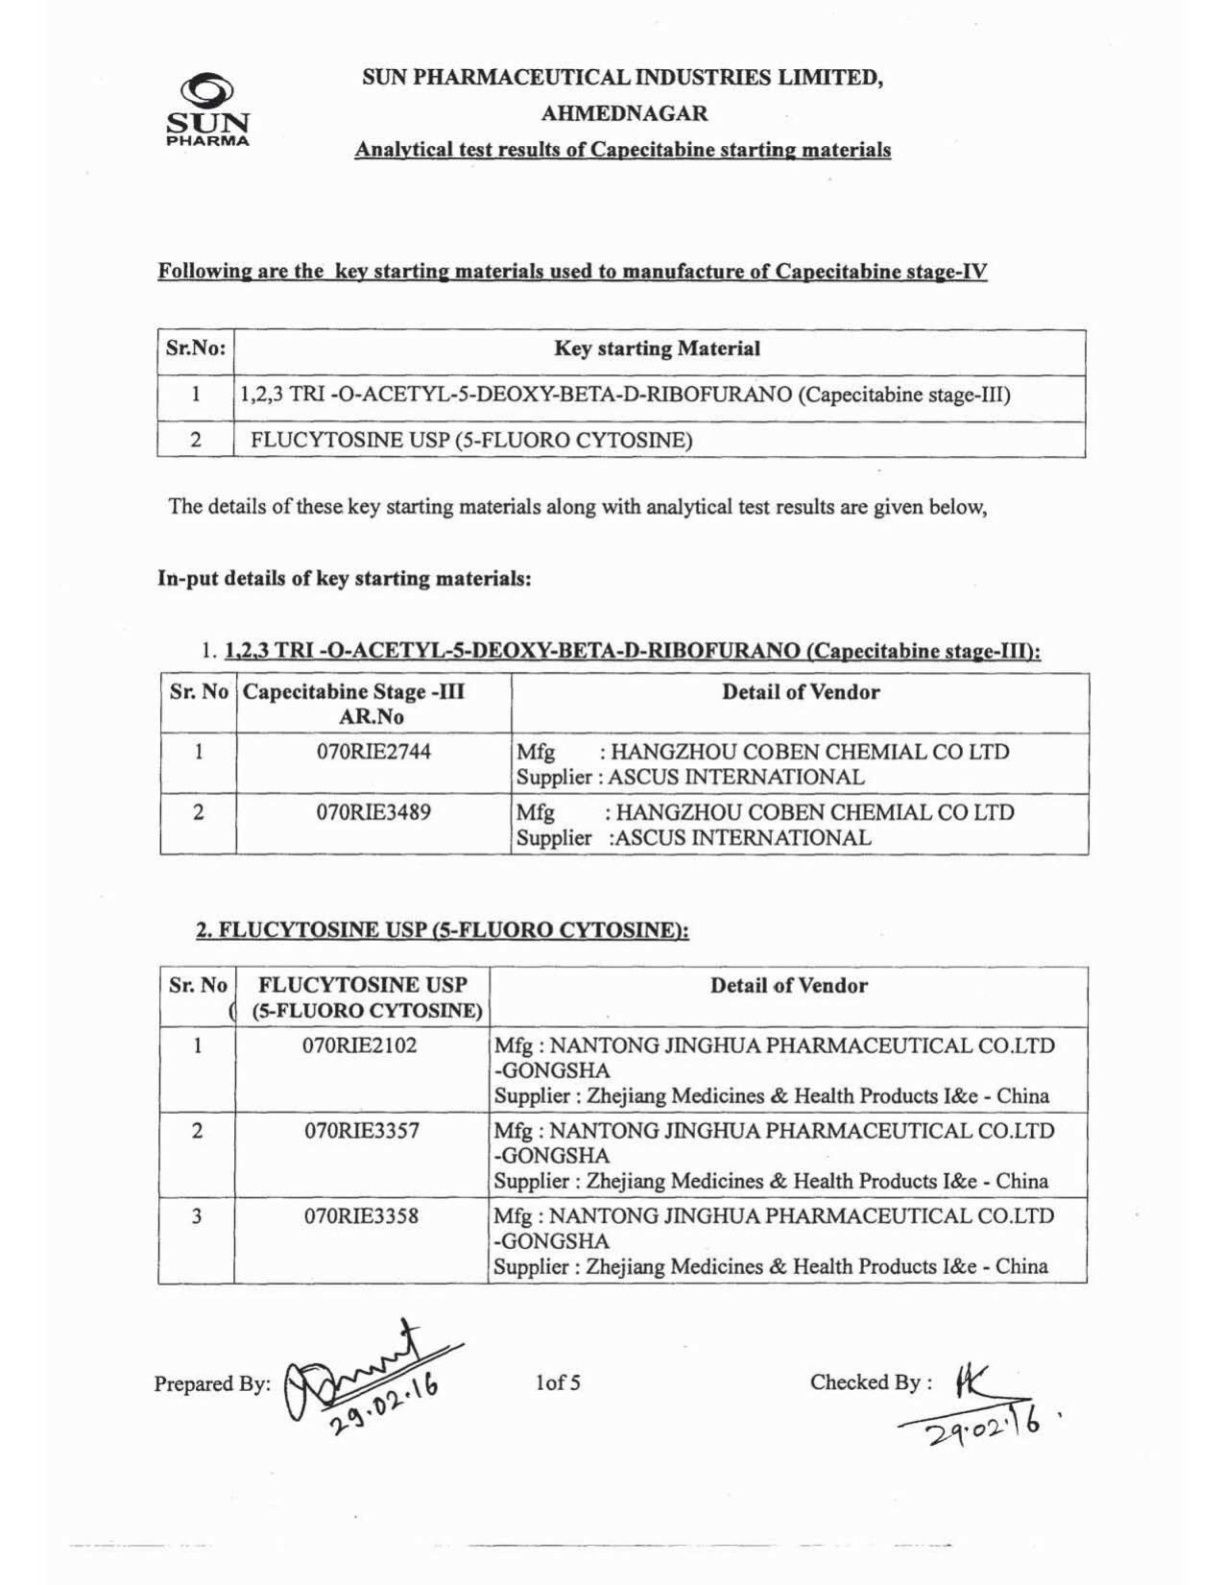 SUN
PHARMA
SUN PHARMACEUTICAL INDUSTRIES LIMITED,
AHMEDNAGAR
Analytical test results of Capecitabine starting materials
Following are the key starting materials used to manufacture of Capecitabine stage-IV
Sr.No: Key starting Material
1 1,2,3 TRI -O-ACETYL-5-DEOXY-BETA-D-RIBOFURANO (Capecitabine stage-III)
2 FLUCYTOSINE USP (5-FLUORO CYTOSINE)
The details of these key starting materials along with analytical test results are given below,
In-put details of key starting materials:
1. 1,2,3 TRI -O-ACETYL-5-DEOXY-BETA-D-RIBOFURANO (Capecitabine stage-III):
Sr. No Capecitabine Stage -III Detail of Vendor
AR.No
1 070RIE2744 Mfg : HANGZHOU COBEN CHEMIAL CO LTD
Supplier : ASCUS INTERNATIONAL
2 070RIE3489 Mfg : HANGZHOU COBEN CHEMIAL CO LTD
Supplier :ASCUS INTERNATIONAL
2. FLUCYTOSINE USP (5-FLUORO CYTOSINE):
Sr. No FLUCYTOSINE USP Detail of Vendor
( (5-FLUORO CYTOSINE)
1 070RIE2102 Mfg : NANTONG JINGHUA PHARMACEUTICAL CO.LTD
-GONGSHA
Supplier : Zhejiang Medicines & Health Products I&e - China
2 070RIE3357 Mfg : NANTONG JINGHUA PHARMACEUTICAL CO.LTD
-GONGSHA
Supplier : Zhejiang Medicines & Health Products I&e - China
3 070RIE3358 Mfg : NANTONG JINGHUA PHARMACEUTICAL CO.LTD
-GONGSHA
Supplier : Zhejiang Medicines & Health Products I&e - China
Prepared By: 1of 5 Checked By :
29.02.16 29.02.16